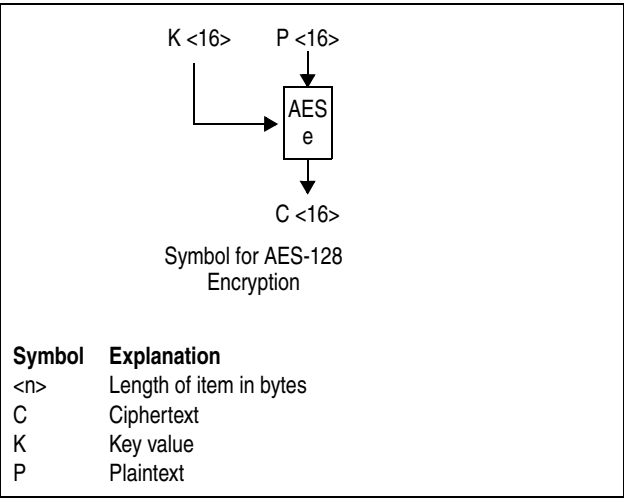 K <16> P <16>
AES
e
C <16>
Symbol for AES-128
Encryption
Symbol Explanation
<n> Length of item in bytes
C Ciphertext
K Key value
P Plaintext